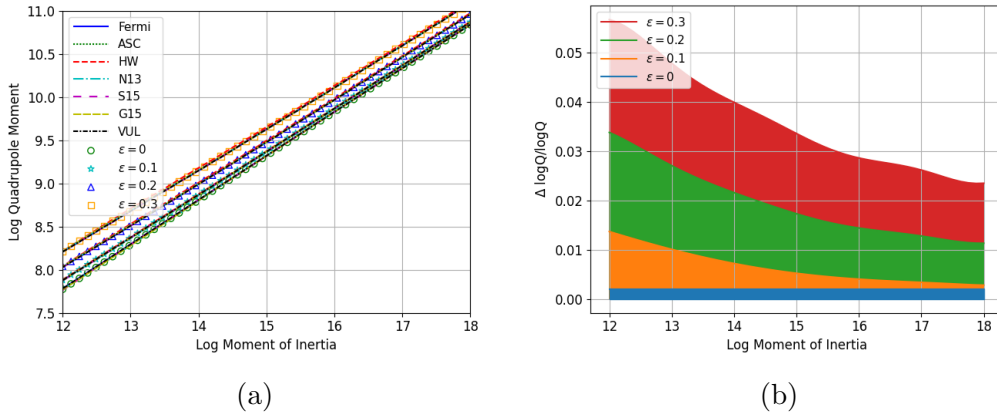 11.0
10.5
10.0
9.5
9.0
8.5
8.0
7.5
Log Quadrupole Moment
Fermi
ASC
HW
N13
S15
G15
VUL
ε = 0
ε = 0.1
ε = 0.2
ε = 0.3
12 13 14 15 16 17 18
Log Moment of Inertia
(a)
0.05
0.04
0.03
0.02
0.01
0.00
Δ logQ/logQ
ε = 0.3
ε = 0.2
ε = 0.1
ε = 0
12 13 14 15 16 17 18
Log Moment of Inertia
(b)